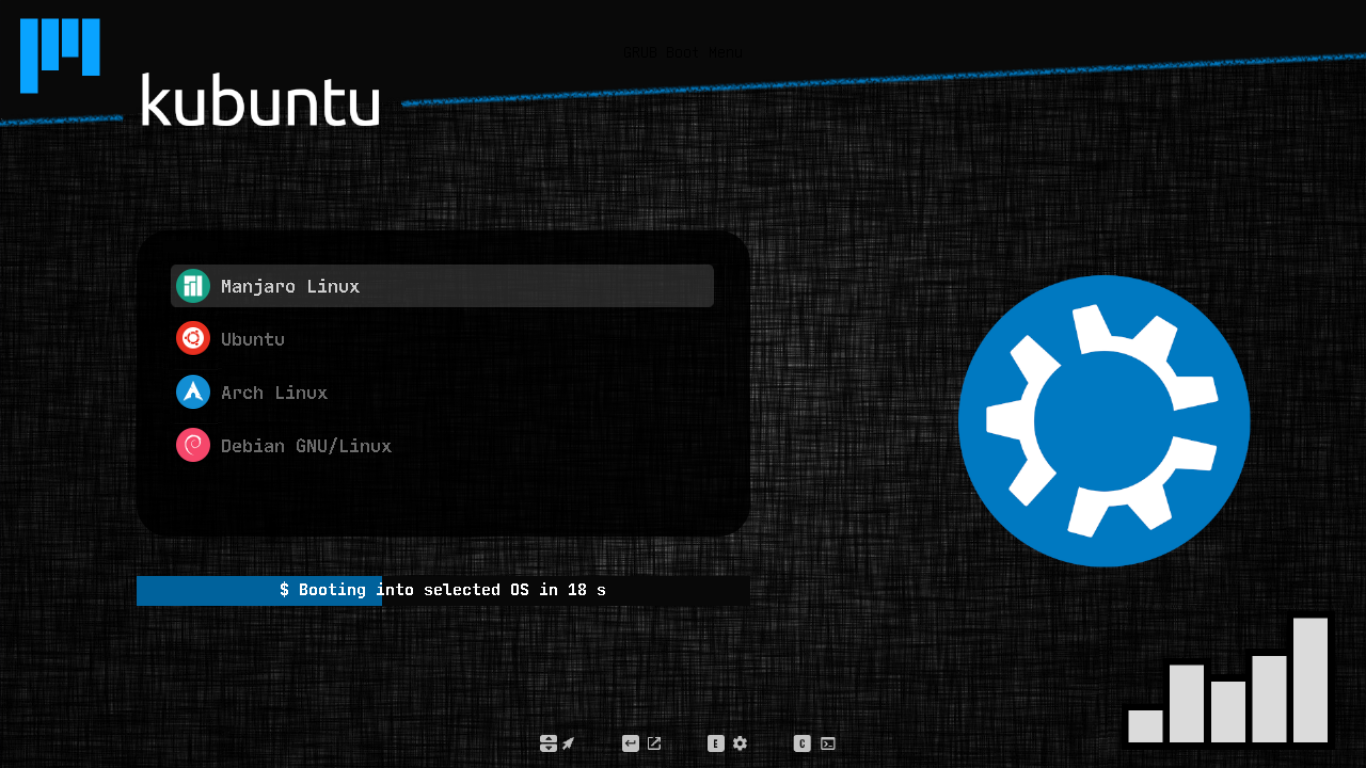 GRUB Boot Menu
kubuntu
Manjaro Linux
Ubuntu
Arch Linux
Debian GNU/Linux
$ Booting into selected OS in 18 s
E
C